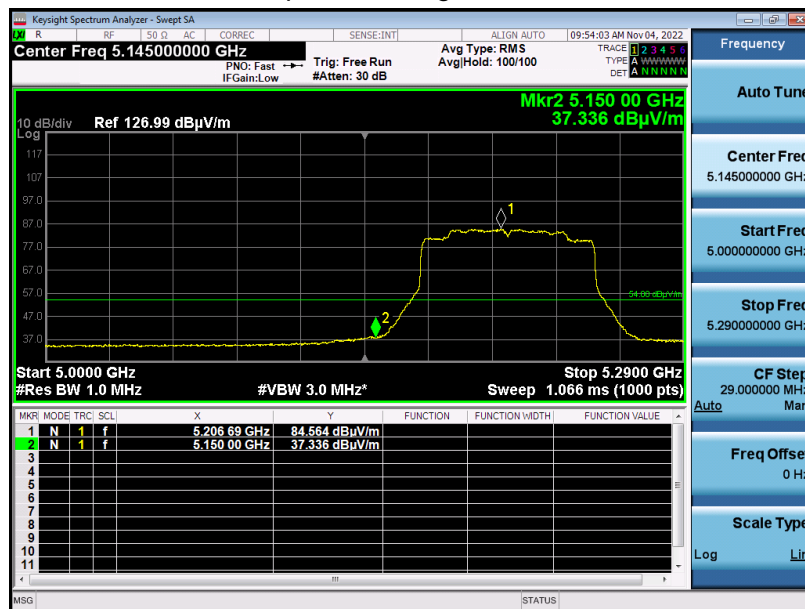 Keysight Spectrum Analyzer - Swept SA
LXI R RF 50 Ω AC CORREC SENSE:INT ALIGN AUTO 09:54:03 AM Nov 04, 2022
Center Freq 5.145000000 GHz
PNO: Fast
IFGain:Low
Trig: Free Run
#Atten: 30 dB
Avg Type: RMS
Avg|Hold: 100/100
TRACE 1 2 3 4 5 6
TYPE A WWWWW
DET A N N N N N
Mkr2 5.150 00 GHz
37.336 dBµV/m
10 dB/div Ref 126.99 dBµV/m
Log
117
107
97.0
87.0
77.0
67.0
57.0
47.0
37.0
1
2
54.00 dBµV/m
Start 5.0000 GHz Stop 5.2900 GHz
#Res BW 1.0 MHz #VBW 3.0 MHz* Sweep 1.066 ms (1000 pts)
MKR MODE TRC SCL X Y FUNCTION FUNCTION WIDTH FUNCTION VALUE
1 N 1 f 5.206 69 GHz 84.564 dBµV/m
2 N 1 f 5.150 00 GHz 37.336 dBµV/m
3
4
5
6
7
8
9
10
11
MSG STATUS
Frequency
Auto Tune
Center Freq
5.145000000 GHz
Start Freq
5.000000000 GHz
Stop Freq
5.290000000 GHz
CF Step
29.000000 MHz
Auto Man
Freq Offset
0 Hz
Scale Type
Log Lin